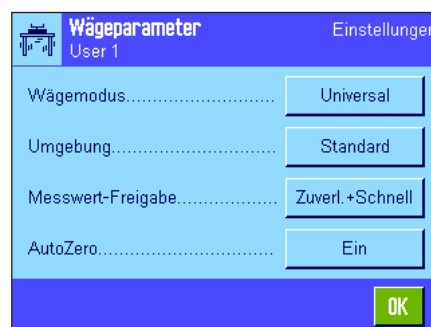 Wägeparameter Einstellunge
User 1
Wägemodus........................... Universal
Umgebung.............................. Standard
Messwert-Freigabe.................. Zuverl.+Schnell
AutoZero................................ Ein
OK